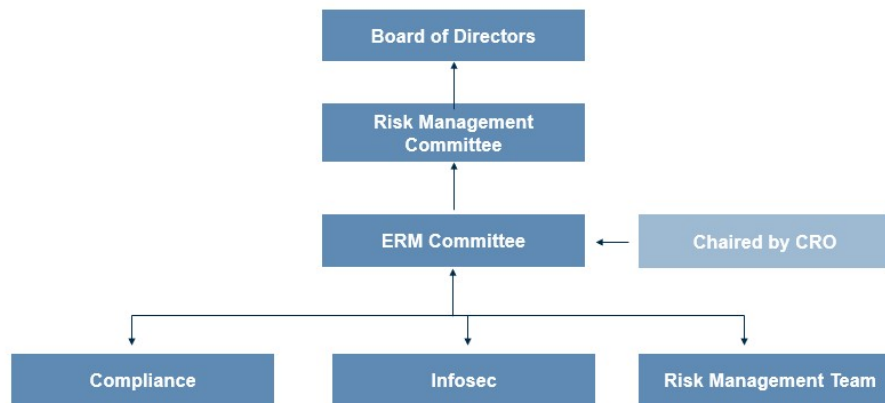 Board of Directors
Risk Management
Committee
ERM Committee
Chaired by CRO
Compliance
Infosec
Risk Management Team